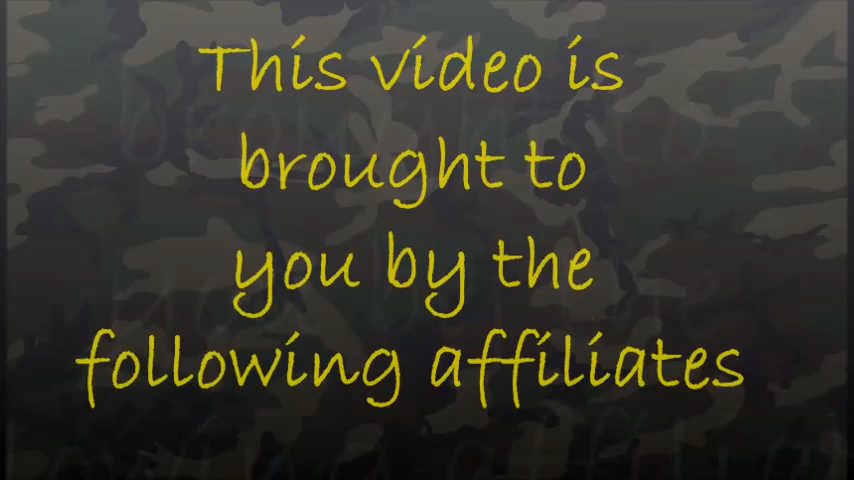 This video is
brought to
you by the
following affiliates